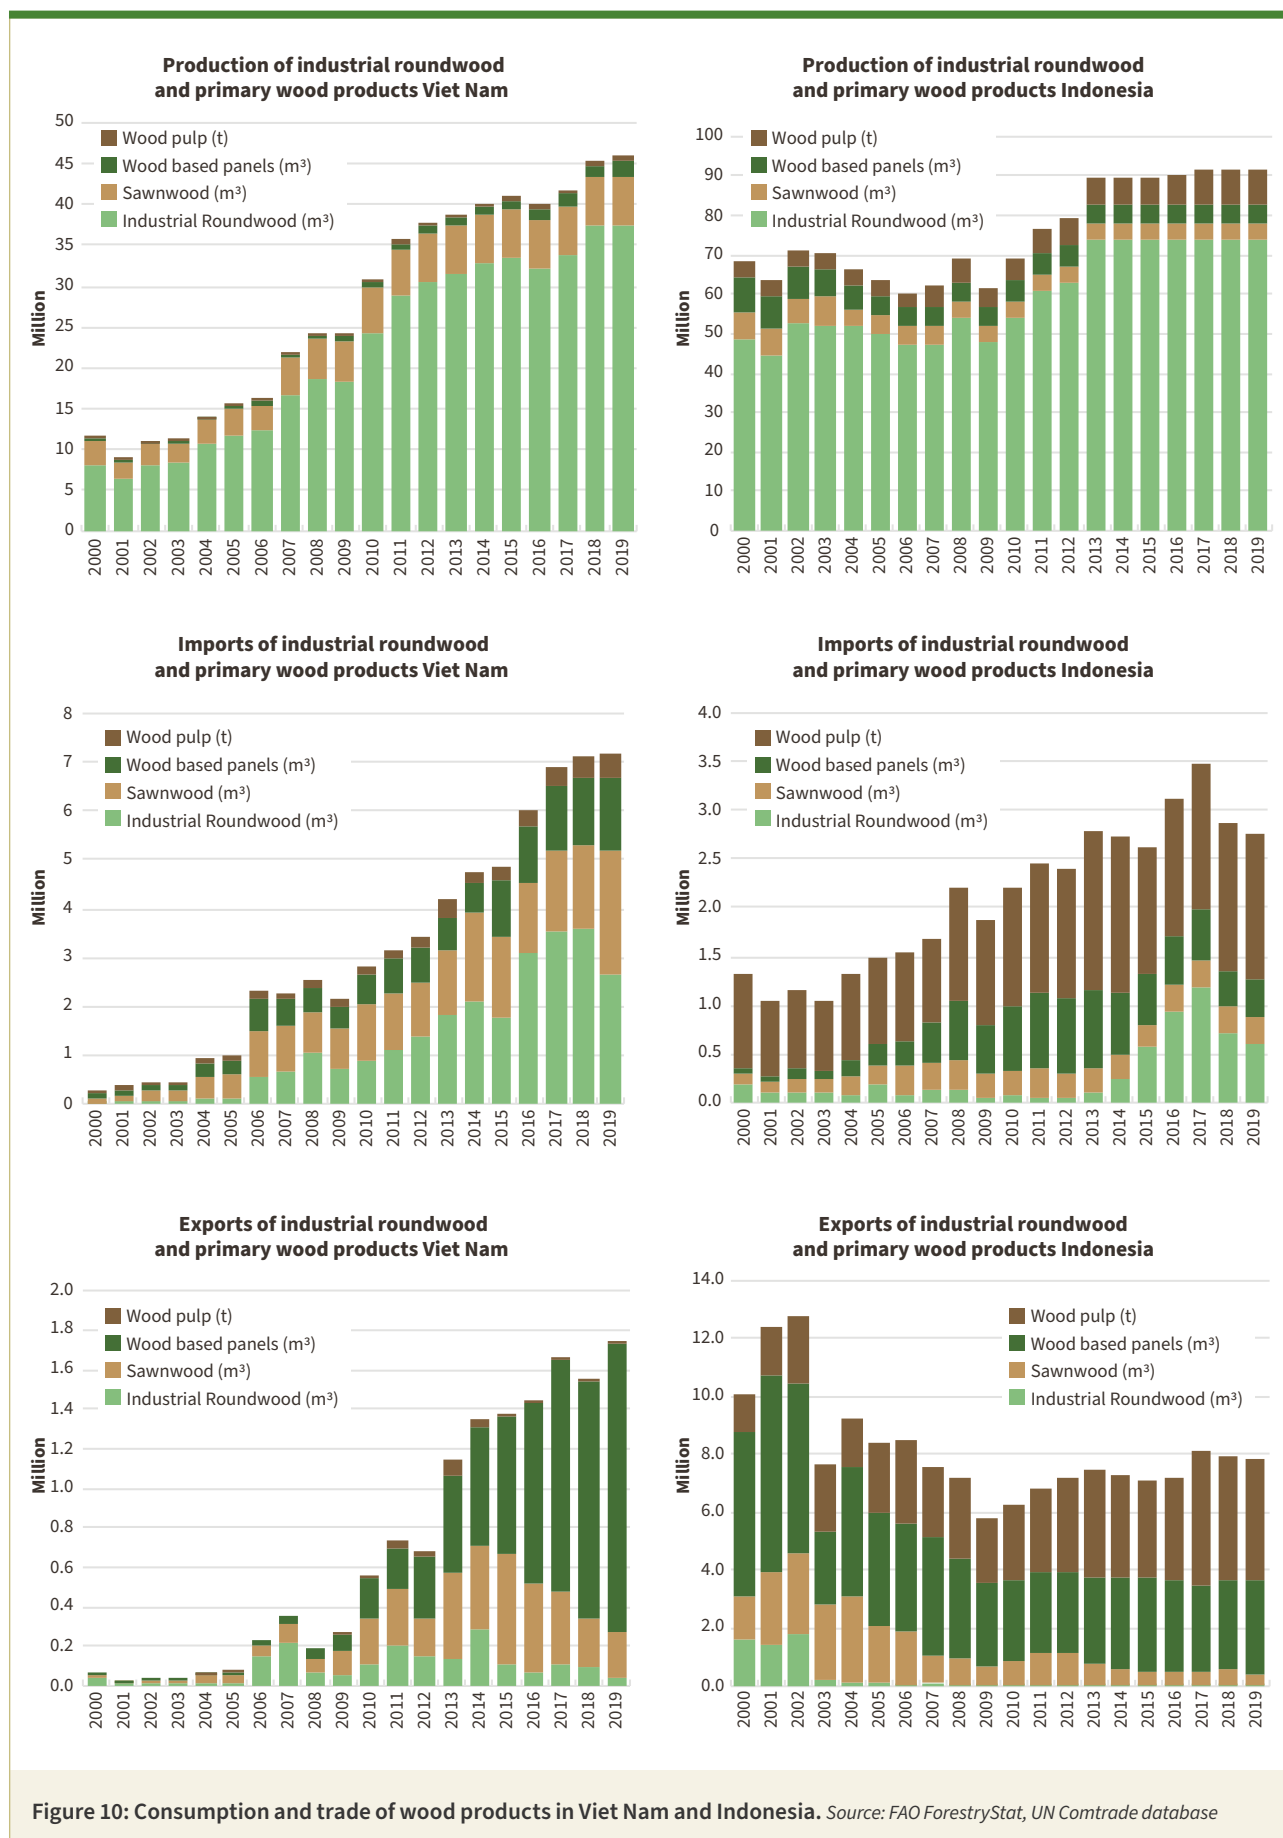 Production of industrial roundwood
and primary wood products Viet Nam
50
45
40
35
30
25
20
15
10
5
0
Million
Wood pulp (t)
Wood based panels (m³)
Sawnwood (m³)
Industrial Roundwood (m³)
2000 2001 2002 2003 2004 2005 2006 2007 2008 2009 2010 2011 2012 2013 2014 2015 2016 2017 2018 2019
Production of industrial roundwood
and primary wood products Indonesia
100
90
80
70
60
50
40
30
20
10
0
Million
Wood pulp (t)
Wood based panels (m³)
Sawnwood (m³)
Industrial Roundwood (m³)
2000 2001 2002 2003 2004 2005 2006 2007 2008 2009 2010 2011 2012 2013 2014 2015 2016 2017 2018 2019
Imports of industrial roundwood
and primary wood products Viet Nam
8
7
6
5
4
3
2
1
0
Million
Wood pulp (t)
Wood based panels (m³)
Sawnwood (m³)
Industrial Roundwood (m³)
2000 2001 2002 2003 2004 2005 2006 2007 2008 2009 2010 2011 2012 2013 2014 2015 2016 2017 2018 2019
Imports of industrial roundwood
and primary wood products Indonesia
4.0
3.5
3.0
2.5
2.0
1.5
1.0
0.5
0.0
Million
Wood pulp (t)
Wood based panels (m³)
Sawnwood (m³)
Industrial Roundwood (m³)
2000 2001 2002 2003 2004 2005 2006 2007 2008 2009 2010 2011 2012 2013 2014 2015 2016 2017 2018 2019
Exports of industrial roundwood
and primary wood products Viet Nam
2.0
1.8
1.6
1.4
1.2
1.0
0.8
0.6
0.4
0.2
0.0
Million
Wood pulp (t)
Wood based panels (m³)
Sawnwood (m³)
Industrial Roundwood (m³)
2000 2001 2002 2003 2004 2005 2006 2007 2008 2009 2010 2011 2012 2013 2014 2015 2016 2017 2018 2019
Exports of industrial roundwood
and primary wood products Indonesia
14.0
12.0
10.0
8.0
6.0
4.0
2.0
0.0
Million
Wood pulp (t)
Wood based panels (m³)
Sawnwood (m³)
Industrial Roundwood (m³)
2000 2001 2002 2003 2004 2005 2006 2007 2008 2009 2010 2011 2012 2013 2014 2015 2016 2017 2018 2019
Figure 10: Consumption and trade of wood products in Viet Nam and Indonesia. Source: FAO ForestryStat, UN Comtrade database